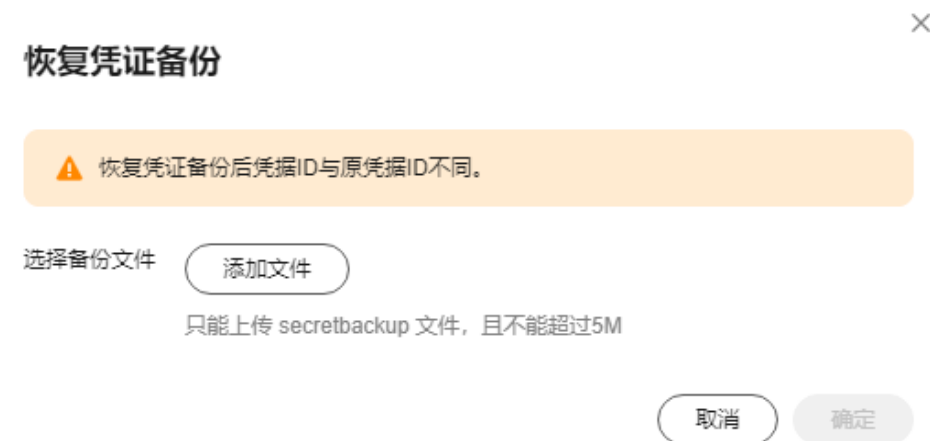 恢复凭证备份
恢复凭证备份后凭据ID与原凭据ID不同。
选择备份文件
添加文件
只能上传 secretbackup 文件，且不能超过5M
取消
确定